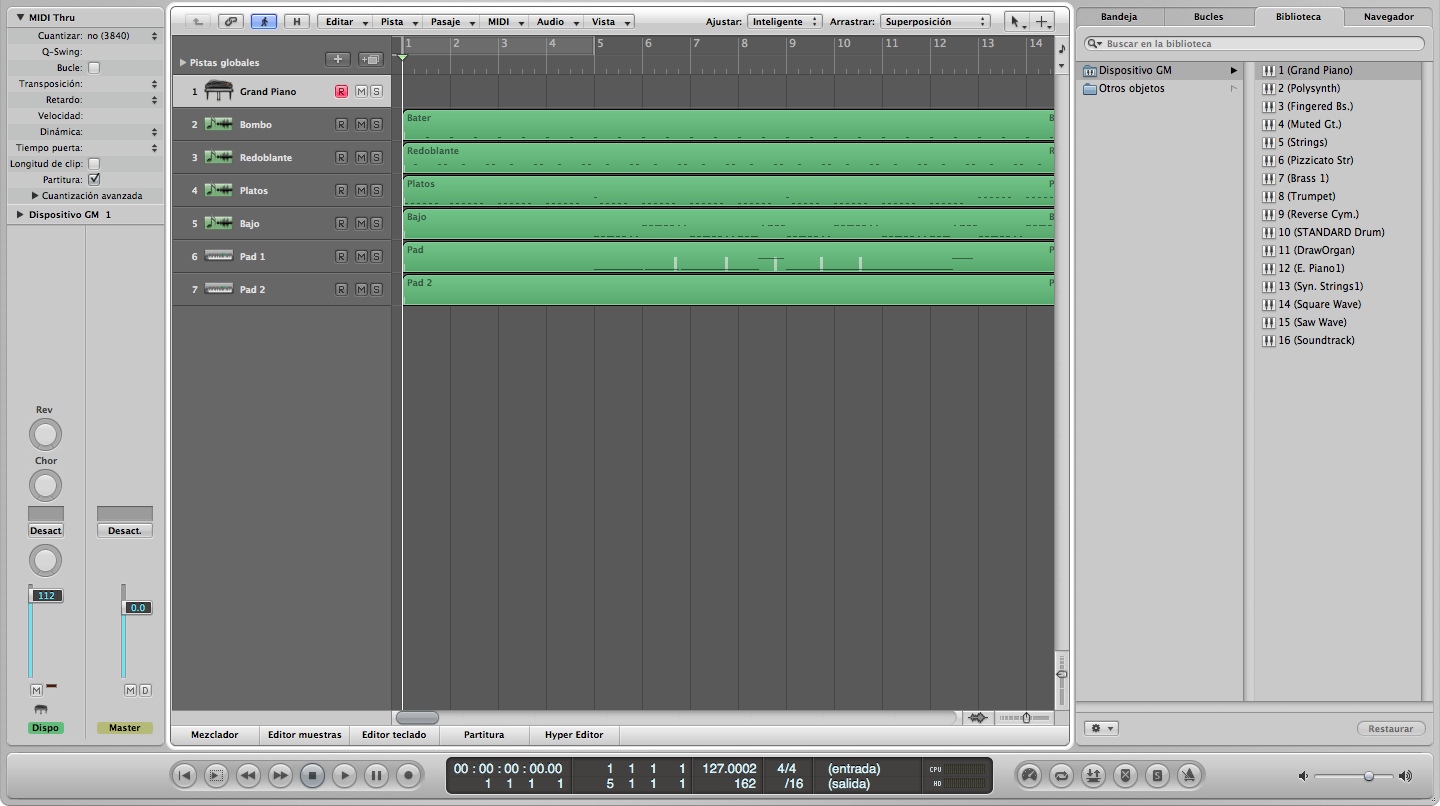 MIDI Thru
Cuantizar: no (3840)
Q-Swing:
Bucle:
Transposición:
Retardo:
Velocidad:
Dinámica:
Tiempo puerta:
Longitud de clip:
Partitura:
Cuantización avanzada
Dispositivo GM 1
Rev
Chor
Desact
Desact.
112
0.0
M
M D
Dispo
Master
H
Editar
Pista
Pasaje
MIDI
Audio
Vista
Ajustar: Inteligente
Arrastrar: Superposición
Pistas globales
1 2 3 4 5 6 7 8 9 10 11 12 13 14
1 Grand Piano R M S
2 Bombo R M S
Bater B
3 Redoblante R M S
Redoblante R
4 Platos R M S
Platos P
5 Bajo R M S
Bajo B
6 Pad 1 R M S
Pad P
7 Pad 2 R M S
Pad 2 P
Mezclador
Editor muestras
Editor teclado
Partitura
Hyper Editor
Bandeja
Bucles
Biblioteca
Navegador
Buscar en la biblioteca
Dispositivo GM
Otros objetos
1 (Grand Piano)
2 (Polysynth)
3 (Fingered Bs.)
4 (Muted Gt.)
5 (Strings)
6 (Pizzicato Str)
7 (Brass 1)
8 (Trumpet)
9 (Reverse Cym.)
10 (STANDARD Drum)
11 (DrawOrgan)
12 (E. Piano1)
13 (Syn. Strings1)
14 (Square Wave)
15 (Saw Wave)
16 (Soundtrack)
Restaurar
00 : 00 : 00 : 00.00 1 1 1 1 127.0002 4/4 (entrada) CPU
1 1 1 1 5 1 1 1 162 /16 (salida) HD
S